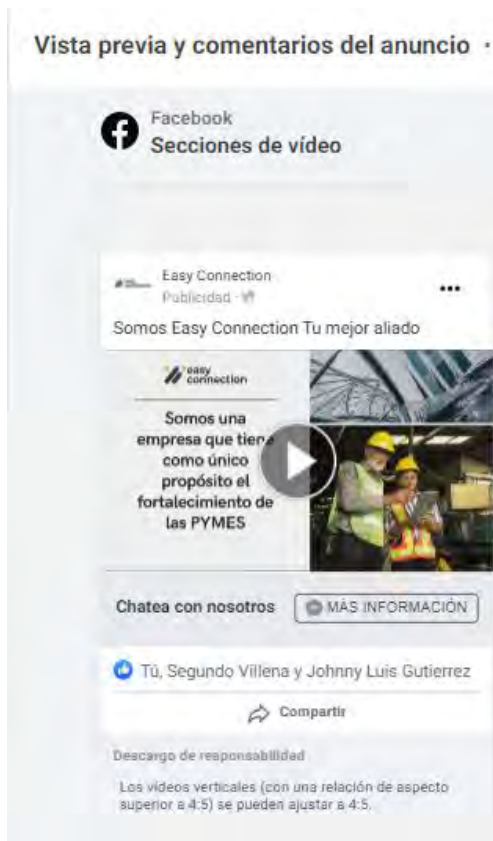 Vista previa y comentarios del anuncio ·
Facebook
Secciones de vídeo
Easy Connection
Publicidad ·
•••
Somos Easy Connection Tu mejor aliado
easy
connection
Somos una
empresa que tiene
como único
propósito el
fortalecimiento de
las PYMES
Chatea con nosotros
MÁS INFORMACIÓN
Tú, Segundo Villena y Johnny Luis Gutierrez
Compartir
Descargo de responsabilidad
Los vídeos verticales (con una relación de aspecto
superior a 4:5) se pueden ajustar a 4:5.